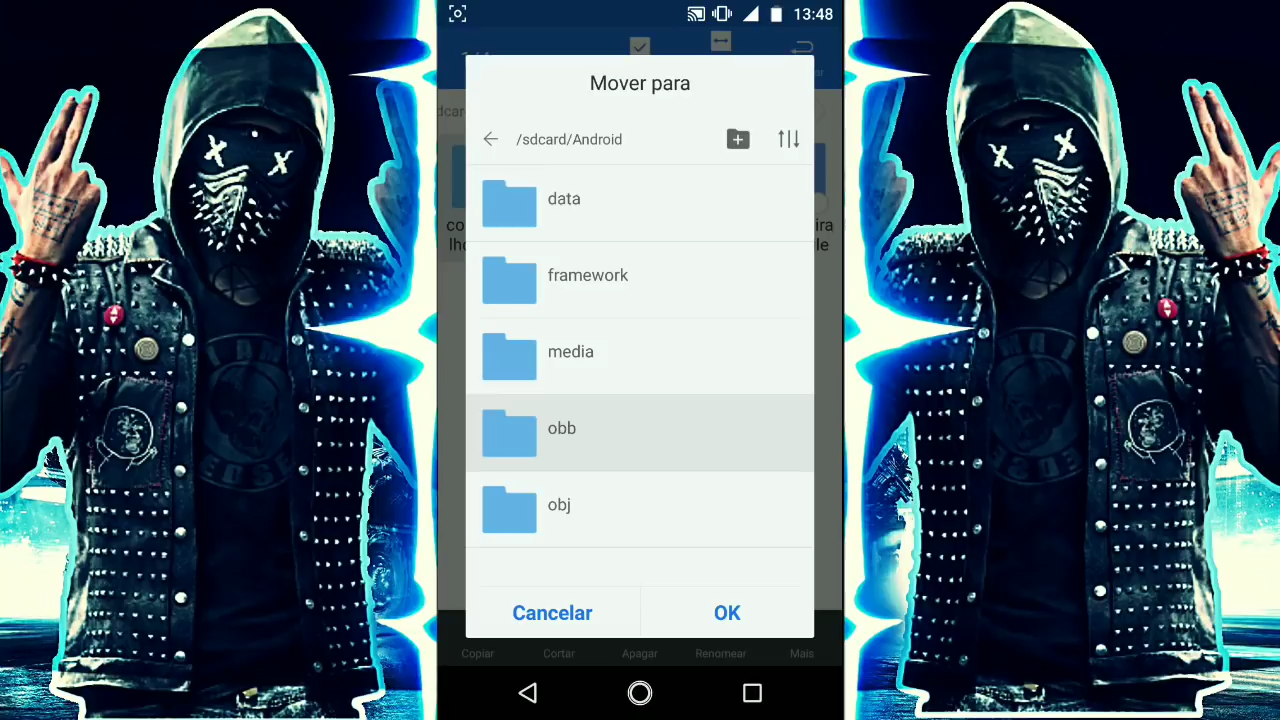 13:48
Mover para
/sdcard/Android
data
framework
media
obb
obj
Cancelar
OK
Copiar
Cortar
Apagar
Renomear
Mais